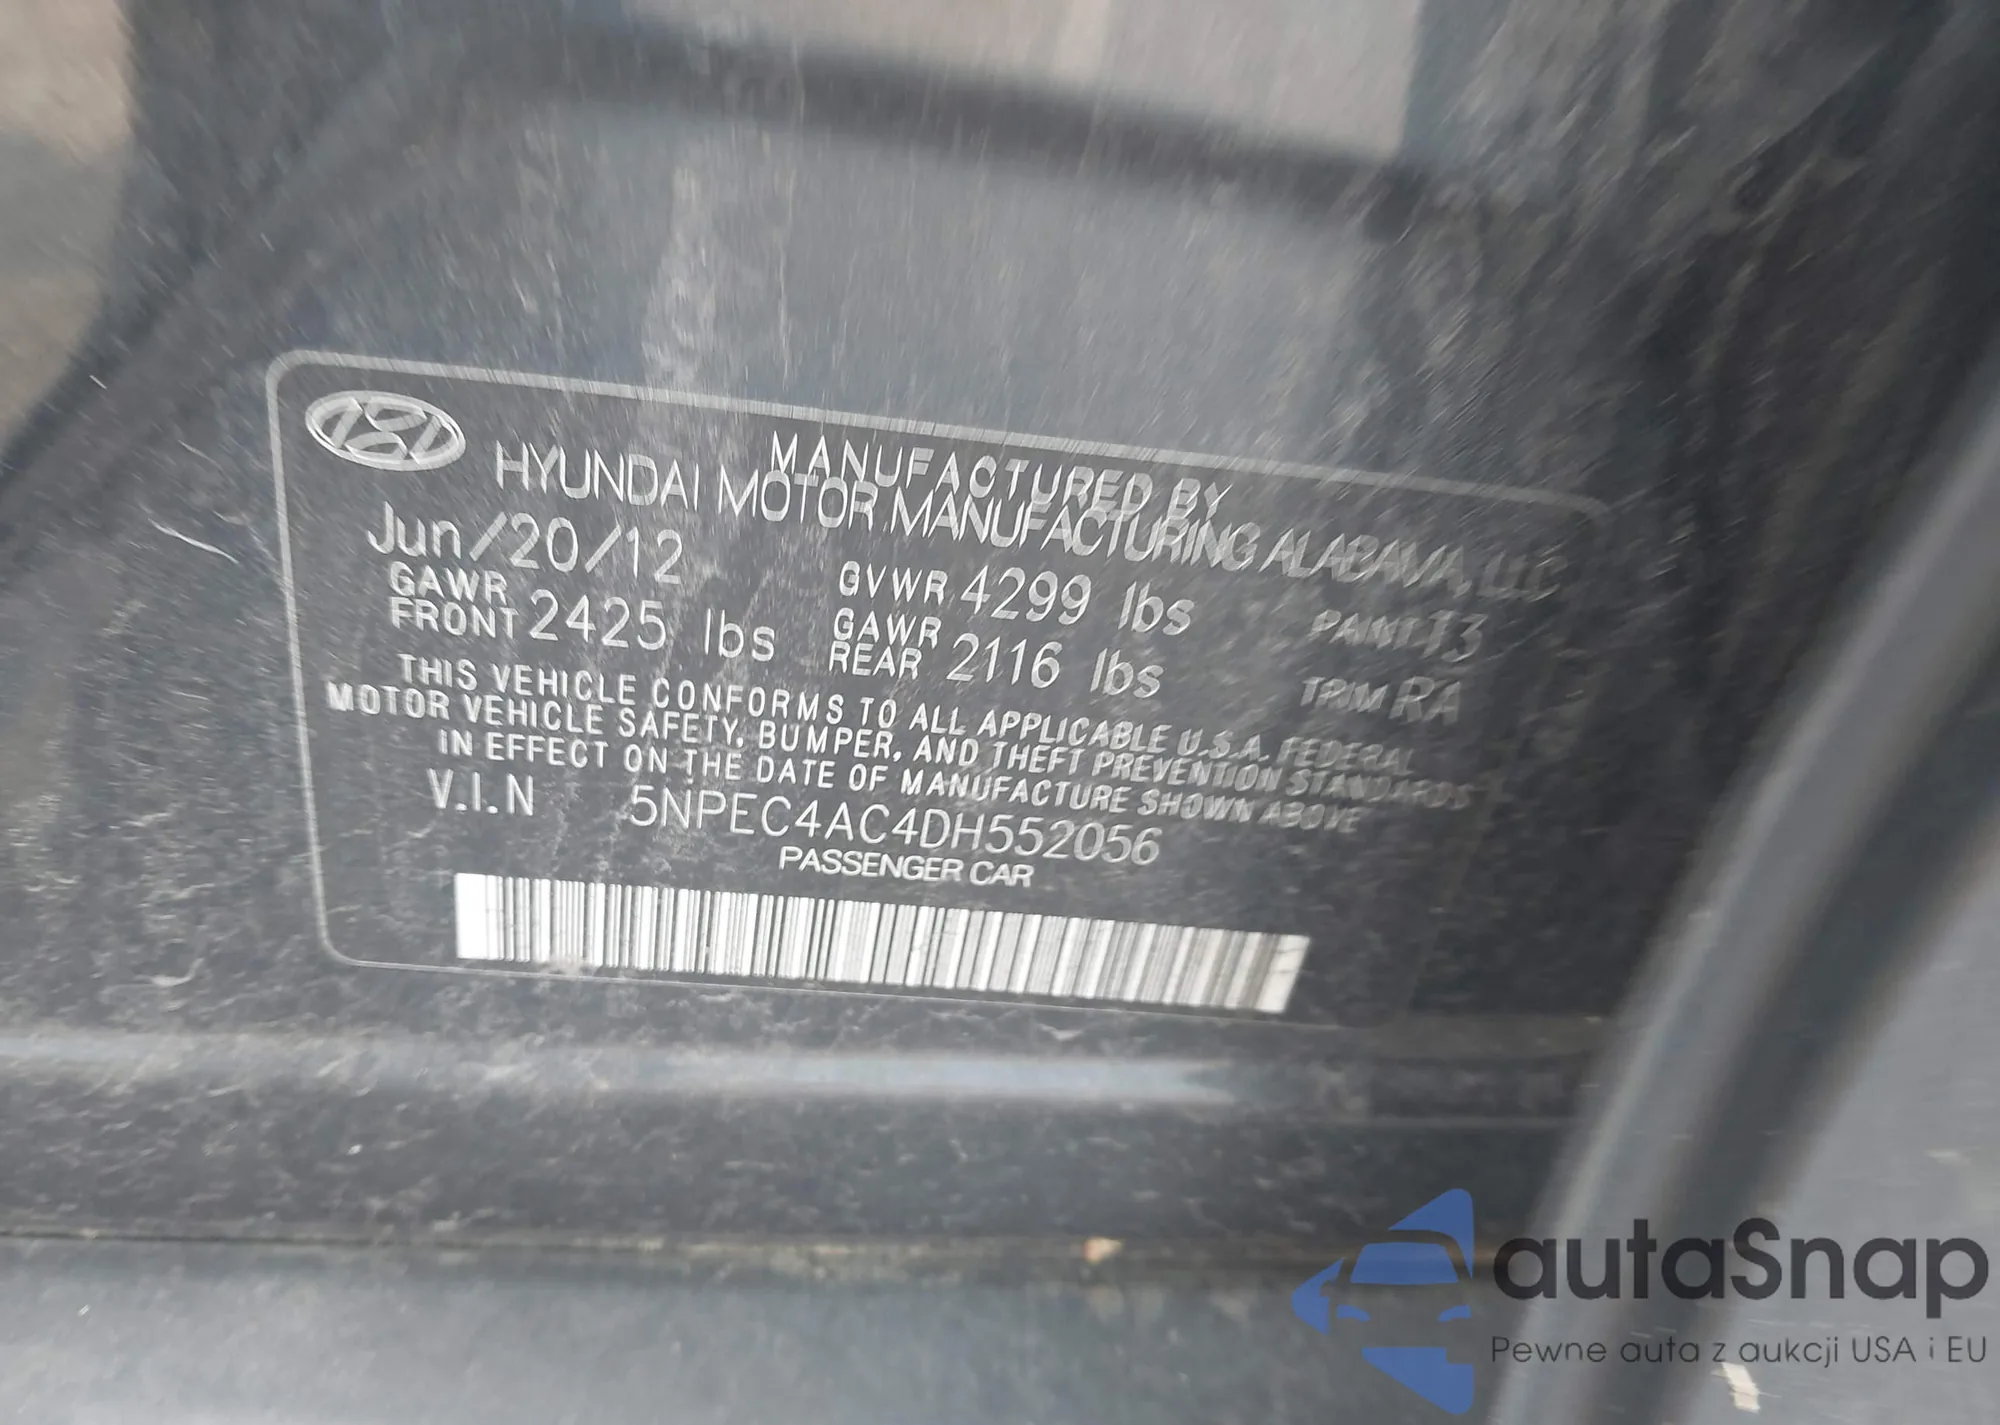 MANUFACTURED BY
HYUNDAI MOTOR MANUFACTURING ALABAMA, LLC
Jun/20/12 GVWR 4299 lbs PAINT T3
GAWR FRONT 2425 lbs GAWR REAR 2116 lbs TRIM RA
THIS VEHICLE CONFORMS TO ALL APPLICABLE U.S.A. FEDERAL
MOTOR VEHICLE SAFETY, BUMPER, AND THEFT PREVENTION STANDARDS
IN EFFECT ON THE DATE OF MANUFACTURE SHOWN ABOVE
V.I.N 5NPEC4AC4DH552056
PASSENGER CAR
autaSnap
Pewne auta z aukcji USA i EU